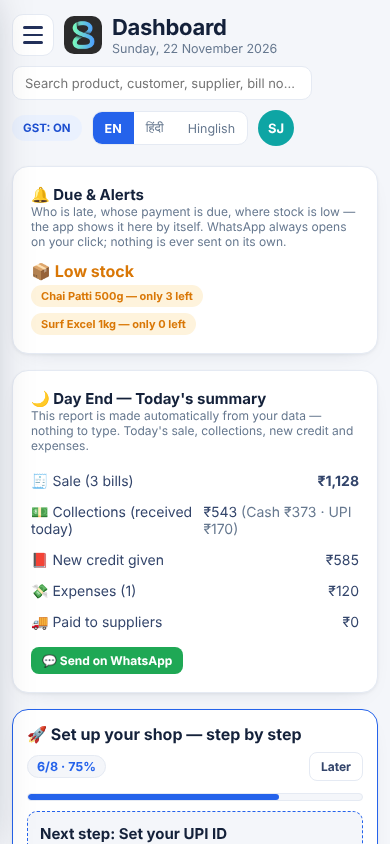 Dashboard
Sunday, 22 November 2026
Search product, customer, supplier, bill no...
GST: ON
EN
हिंदी
Hinglish
SJ
🔔 Due & Alerts
Who is late, whose payment is due, where stock is low —
the app shows it here by itself. WhatsApp always opens
on your click; nothing is ever sent on its own.
📦 Low stock
Chai Patti 500g — only 3 left
Surf Excel 1kg — only 0 left
🌙 Day End — Today's summary
This report is made automatically from your data —
nothing to type. Today's sale, collections, new credit and
expenses.
🧾 Sale (3 bills) ₹1,128
💵 Collections (received today) ₹543 (Cash ₹373 · UPI ₹170)
📕 New credit given ₹585
💸 Expenses (1) ₹120
🚚 Paid to suppliers ₹0
💬 Send on WhatsApp
🚀 Set up your shop — step by step
6/8 · 75%
Later
Next step: Set your UPI ID